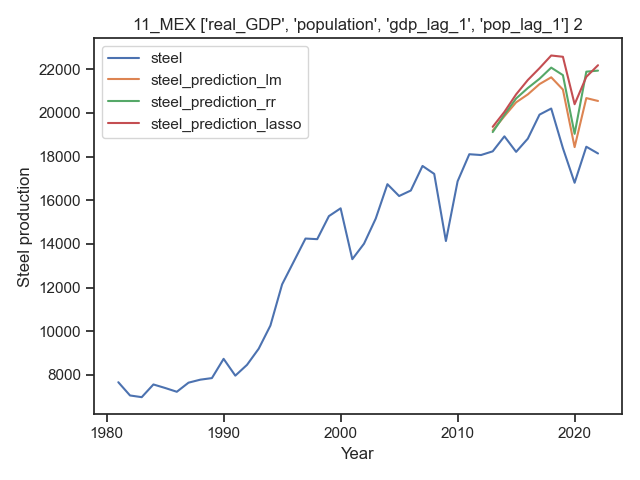 11_MEX ['real_GDP', 'population', 'gdp_lag_1', 'pop_lag_1'] 2
steel
steel_prediction_lm
steel_prediction_rr
steel_prediction_lasso
Steel production
22000
20000
18000
16000
14000
12000
10000
8000
1980
1990
2000
2010
2020
Year